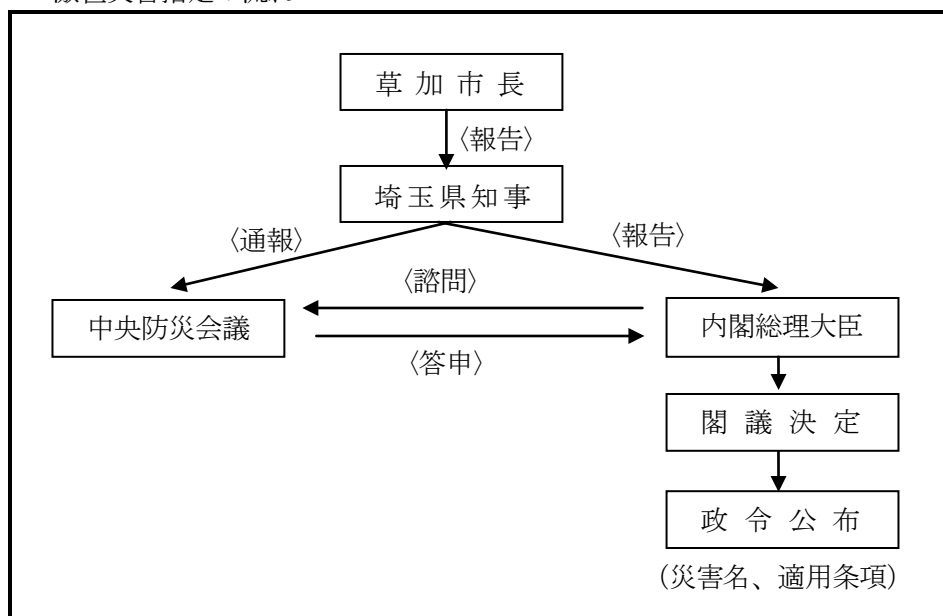 草加市長
〈報告〉
埼玉県知事
〈通報〉
〈報告〉
〈諮問〉
中央防災会議
内閣総理大臣
〈答申〉
閣議決定
政令公布
(災害名、適用条項)